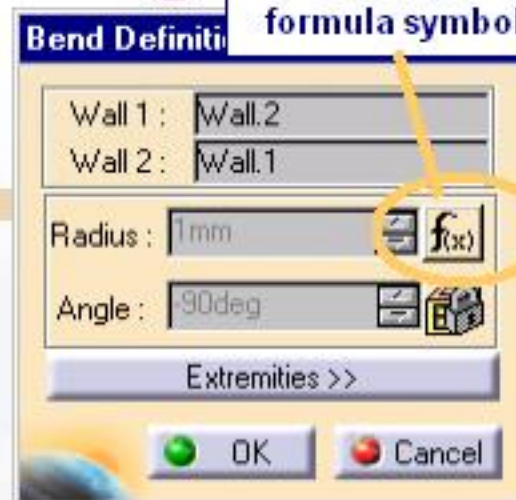 formula symbol
Bend Definiti
Wall 1 : Wall.2
Wall 2 : Wall.1
Radius : 1mm f(x)
Angle : -90deg
Extremities >>
OK Cancel